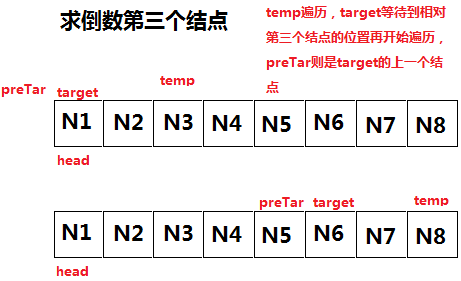 求倒数第三个结点
temp遍历，target等待到相对
第三个结点的位置再开始遍历，
preTar则是target的上一个结
点
preTar target temp
N1 N2 N3 N4 N5 N6 N7 N8
head
preTar target temp
N1 N2 N3 N4 N5 N6 N7 N8
head